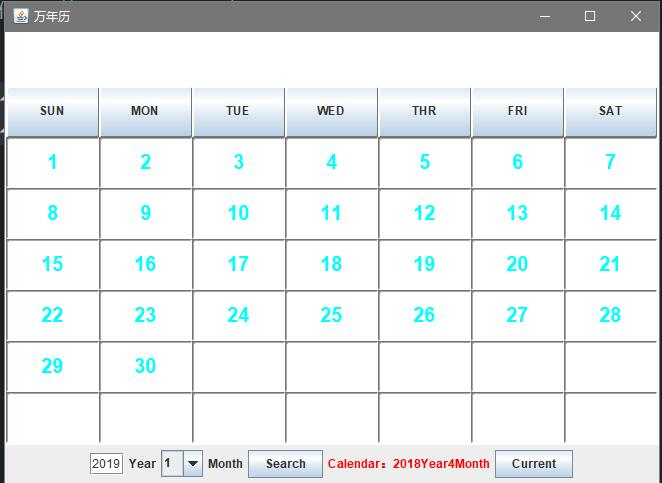 万年历
SUN MON TUE WED THR FRI SAT
1 2 3 4 5 6 7
8 9 10 11 12 13 14
15 16 17 18 19 20 21
22 23 24 25 26 27 28
29 30
2019 Year 1 Month Search Calendar：2018Year4Month Current